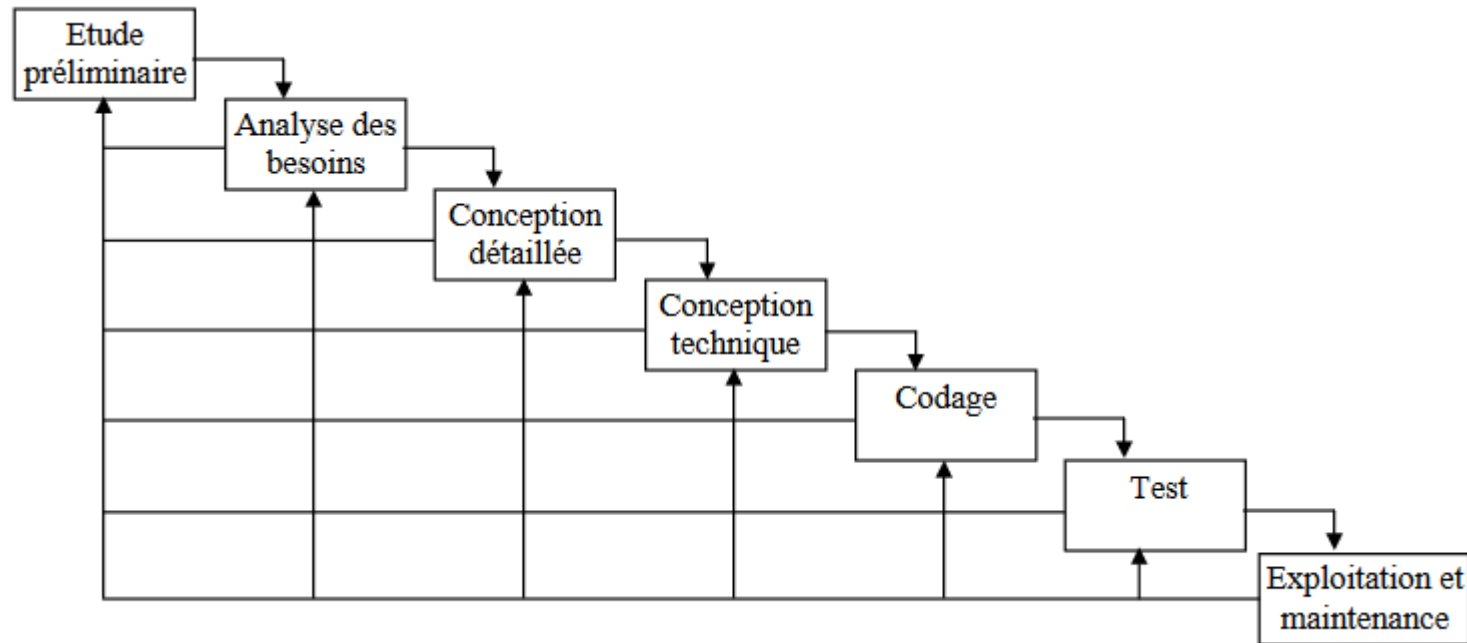 Etude
préliminaire
Analyse des
besoins
Conception
détaillée
Conception
technique
Codage
Test
Exploitation et
maintenance